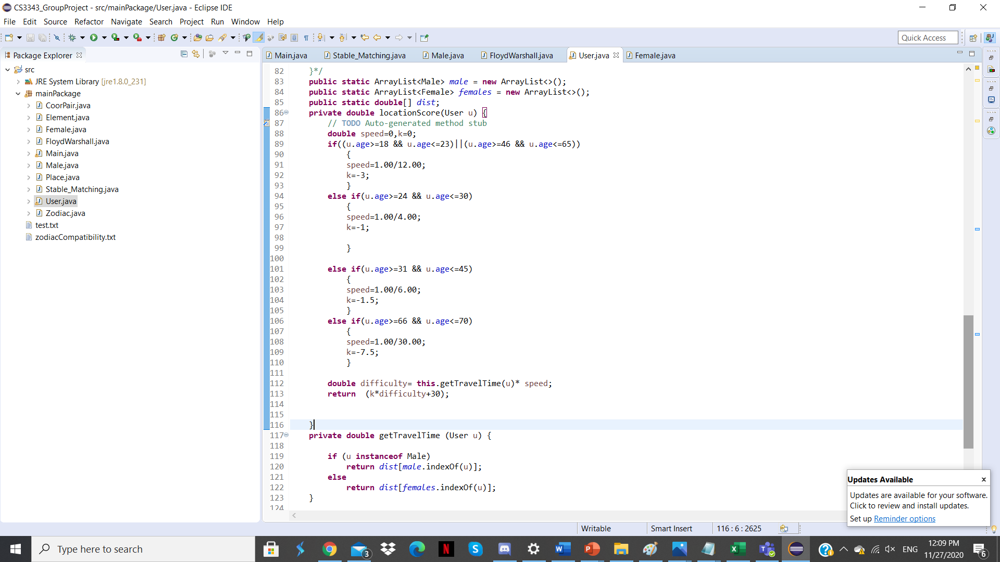 CS3343_GroupProject - src/mainPackage/User.java - Eclipse IDE
File Edit Source Refactor Navigate Search Project Run Window Help
Quick Access
Package Explorer
Main.java Stable_Matching.java Male.java FloydWarshall.java User.java Female.java
src
JRE System Library [jre1.8.0_231]
mainPackage
CoorPair.java
Element.java
Female.java
FloydWarshall.java
Main.java
Male.java
Place.java
Stable_Matching.java
User.java
Zodiac.java
test.txt
zodiacCompatibility.txt
82 }*/
83 public static ArrayList<Male> male = new ArrayList<>();
84 public static ArrayList<Female> females = new ArrayList<>();
85 public static double[] dist;
86 private double locationScore(User u) {
87 // TODO Auto-generated method stub
88 double speed=0,k=0;
89 if((u.age>=18 && u.age<=23)||(u.age>=46 && u.age<=65))
90 {
91 speed=1.00/12.00;
92 k=-3;
93 }
94 else if(u.age>=24 && u.age<=30)
95 {
96 speed=1.00/4.00;
97 k=-1;
98
99 }
100
101 else if(u.age>=31 && u.age<=45)
102 {
103 speed=1.00/6.00;
104 k=-1.5;
105 }
106 else if(u.age>=66 && u.age<=70)
107 {
108 speed=1.00/30.00;
109 k=-7.5;
110 }
111
112 double difficulty= this.getTravelTime(u)* speed;
113 return  (k*difficulty+30);
114
115
116 }
117 private double getTravelTime (User u) {
118
119 if (u instanceof Male)
120 return dist[male.indexOf(u)];
121 else
122 return dist[females.indexOf(u)];
123 }
124
Updates Available x
Updates are available for your software.
Click to review and install updates.
Set up Reminder options
Writable Smart Insert 116 : 6 : 2625
Type here to search
3
ENG
12:09 PM
11/27/2020
6